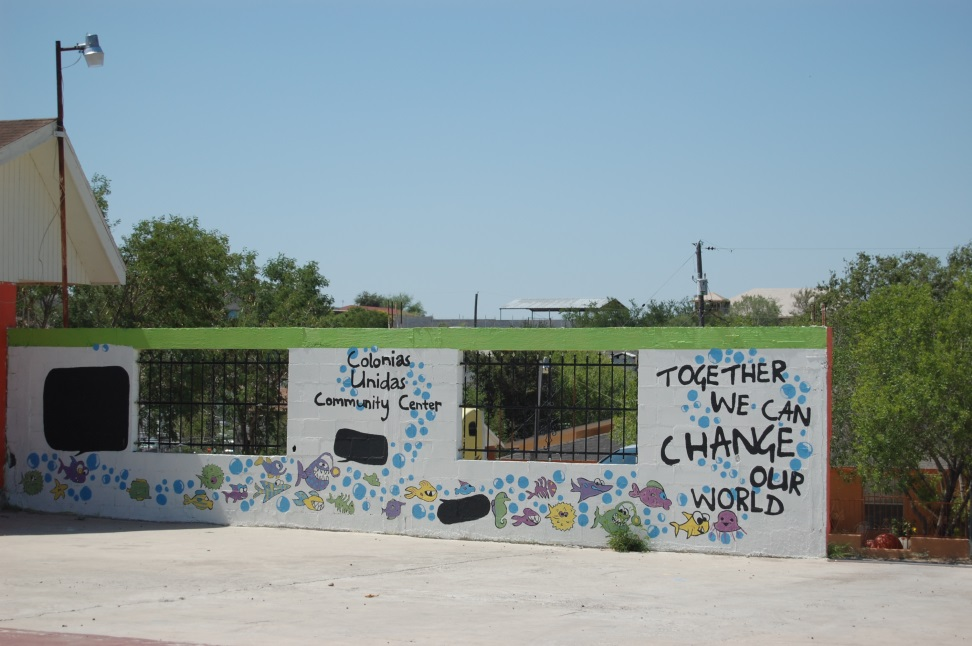 Colonias
Unidas
Community Center
TOGETHER
WE CAN
CHANGE
OUR
WORLD